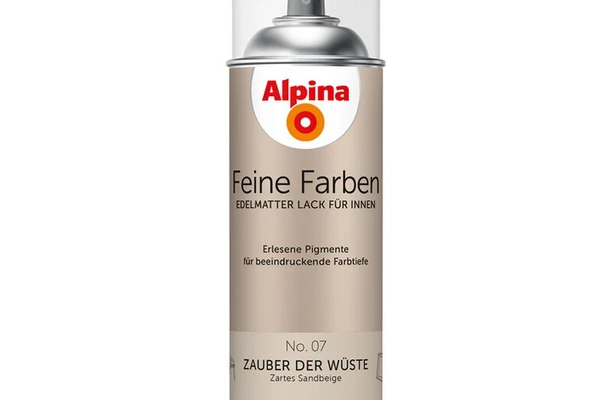 Alpina
Feine Farben
EDELMATTER LACK FÜR INNEN
Erlesene Pigmente
für beeindruckende Farbtiefe
No. 07
ZAUBER DER WÜSTE
Zartes Sandbeige